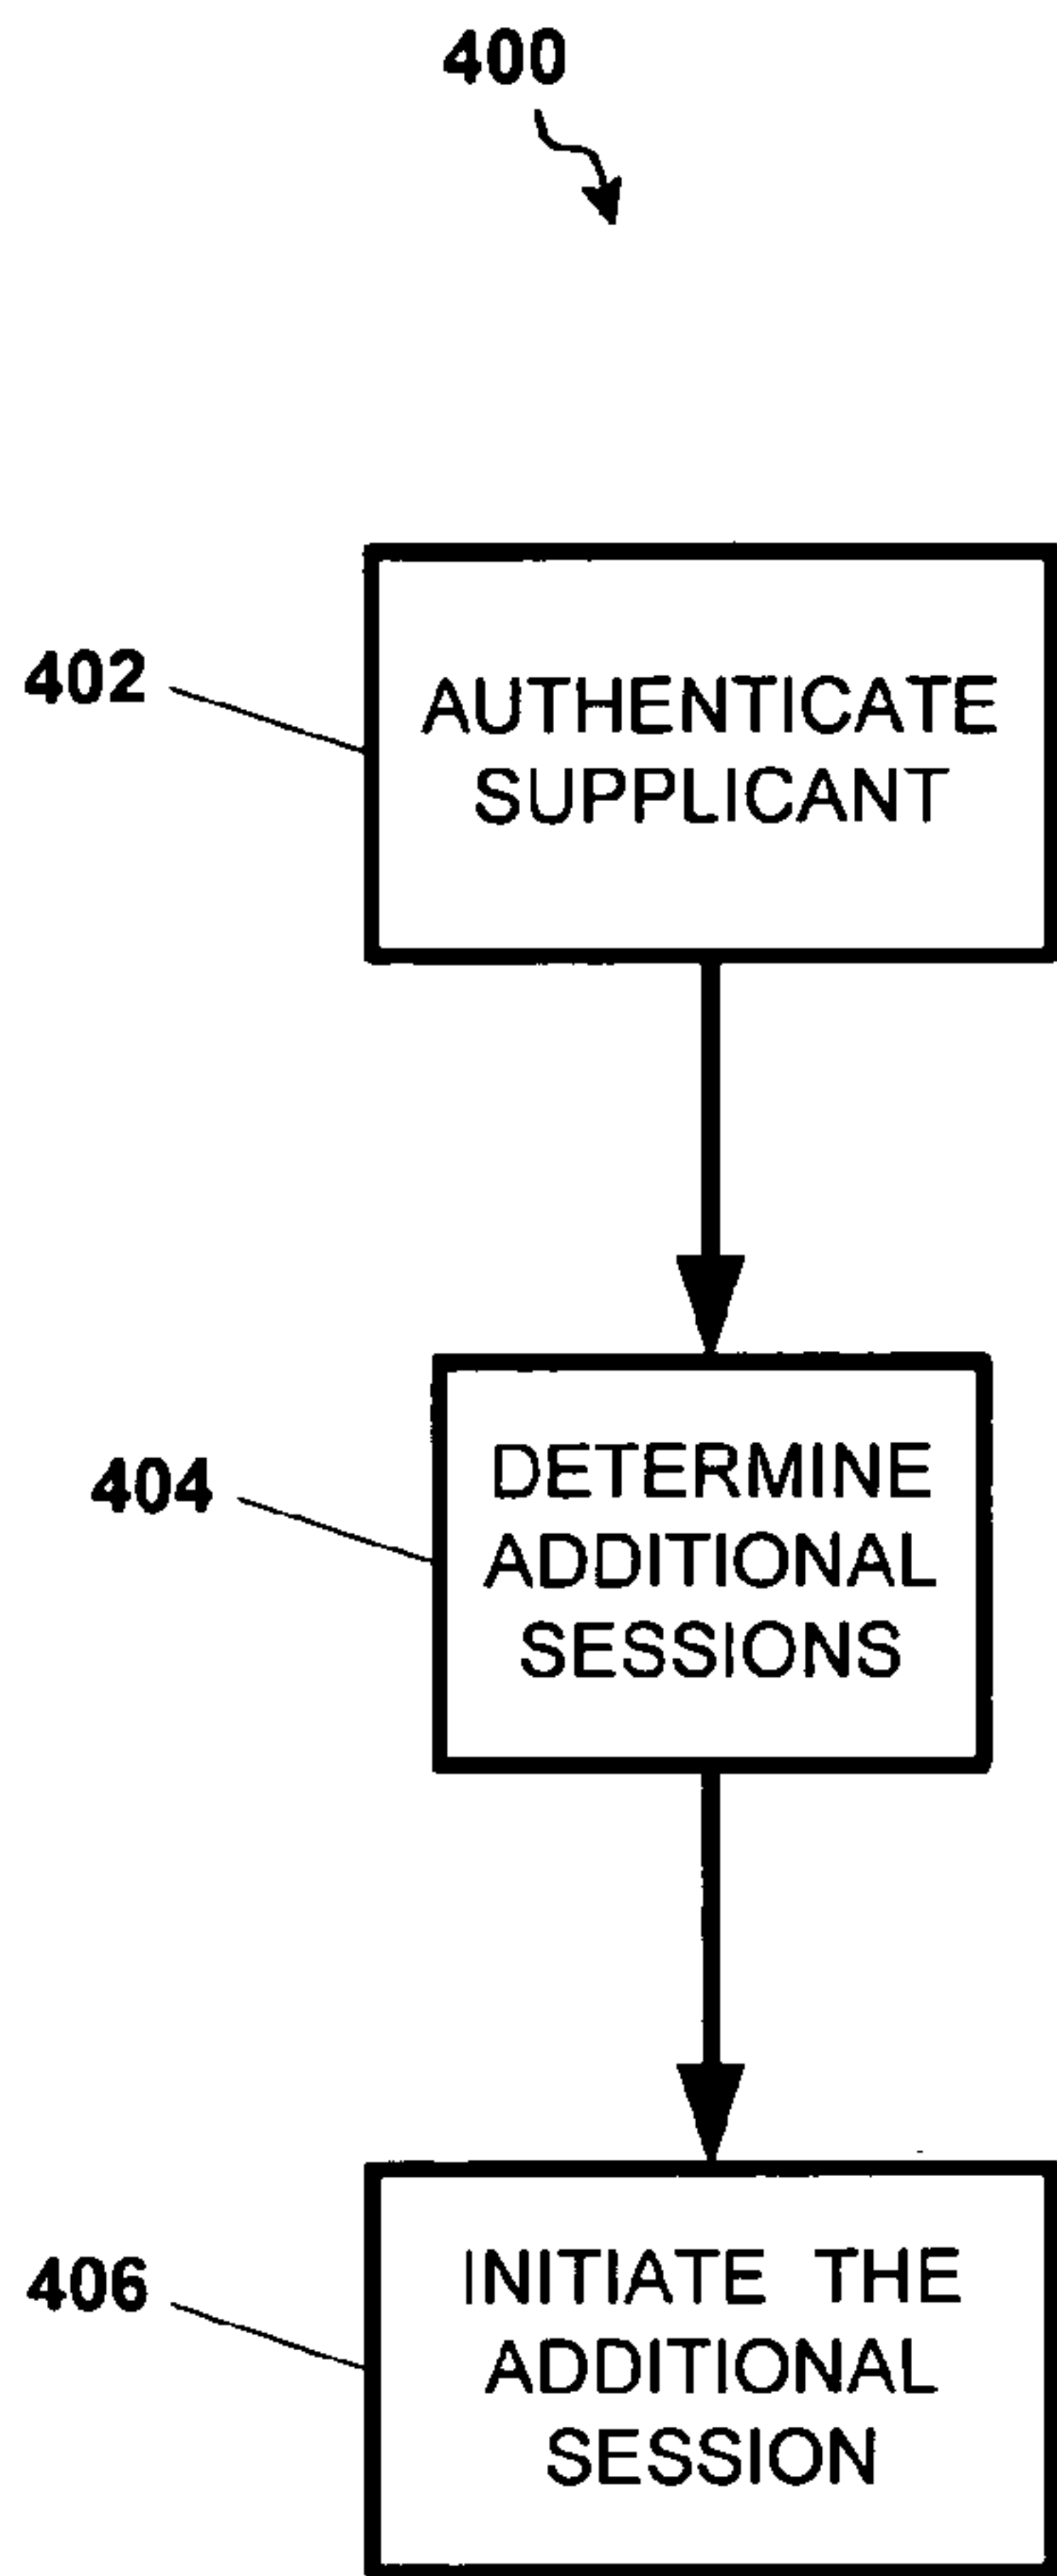 400
402
AUTHENTICATE
SUPPLICANT
404
DETERMINE
ADDITIONAL
SESSIONS
406
INITIATE THE
ADDITIONAL
SESSION